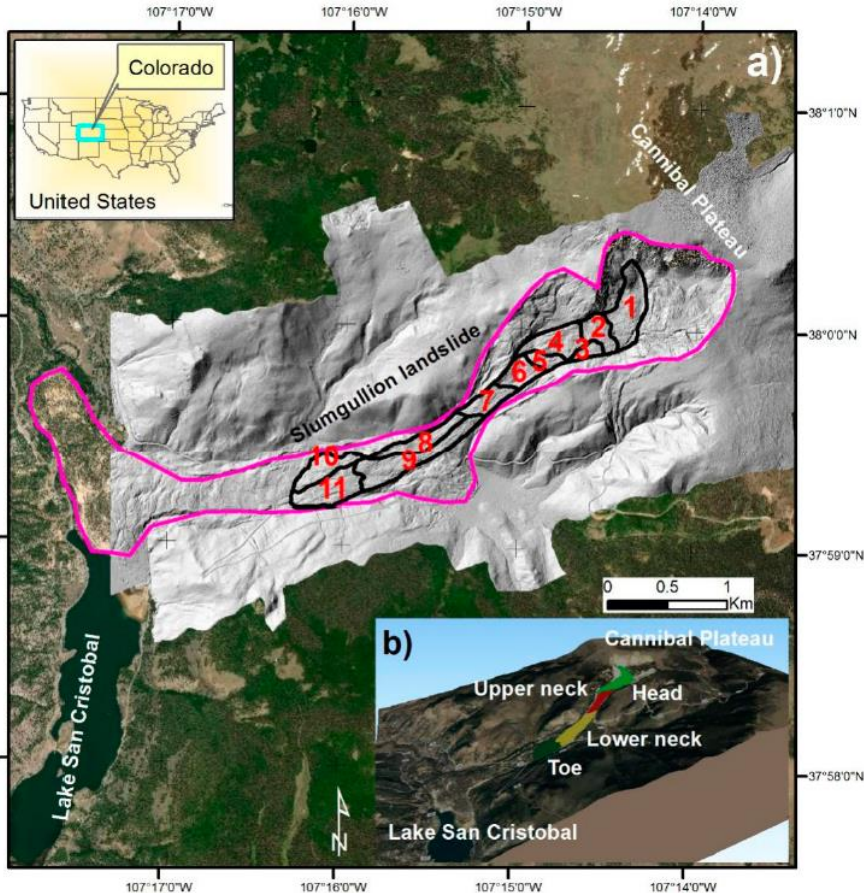 107°17'0"W
107°16'0"W
107°15'0"W
107°14'0"W
a)
Colorado
United States
38°1'0"N
Cannibal Plateau
38°0'0"N
Slumgullion landslide
1
2
3
4
5
6
7
8
9
10
11
37°59'0"N
0 0.5 1
Km
Lake San Cristobal
N
b)
Cannibal Plateau
Upper neck
Head
Lower neck
Toe
Lake San Cristobal
37°58'0"N
107°17'0"W
107°16'0"W
107°15'0"W
107°14'0"W